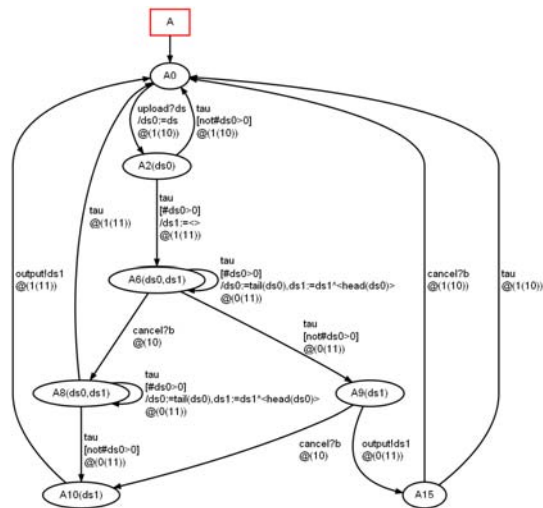 A
A0
upload?ds
/ds0:=ds
@(1(10))
tau
[not#ds0>0]
@(1(10))
A2(ds0)
tau
[#ds0>0]
/ds1:=<>
@(1(11))
tau
@(1(11))
tau
[#ds0>0]
/ds0:=tail(ds0),ds1:=ds1^<head(ds0)>
@(0(11))
A6(ds0,ds1)
output!ds1
@(1(11))
cancel?b
@(1(10))
tau
@(1(10))
cancel?b
@(10)
tau
[not#ds0>0]
@(0(11))
A8(ds0,ds1)
tau
[#ds0>0]
/ds0:=tail(ds0),ds1:=ds1^<head(ds0)>
@(0(11))
A9(ds1)
tau
[not#ds0>0]
@(0(11))
cancel?b
@(10)
output!ds1
@(0(11))
A10(ds1)
A15